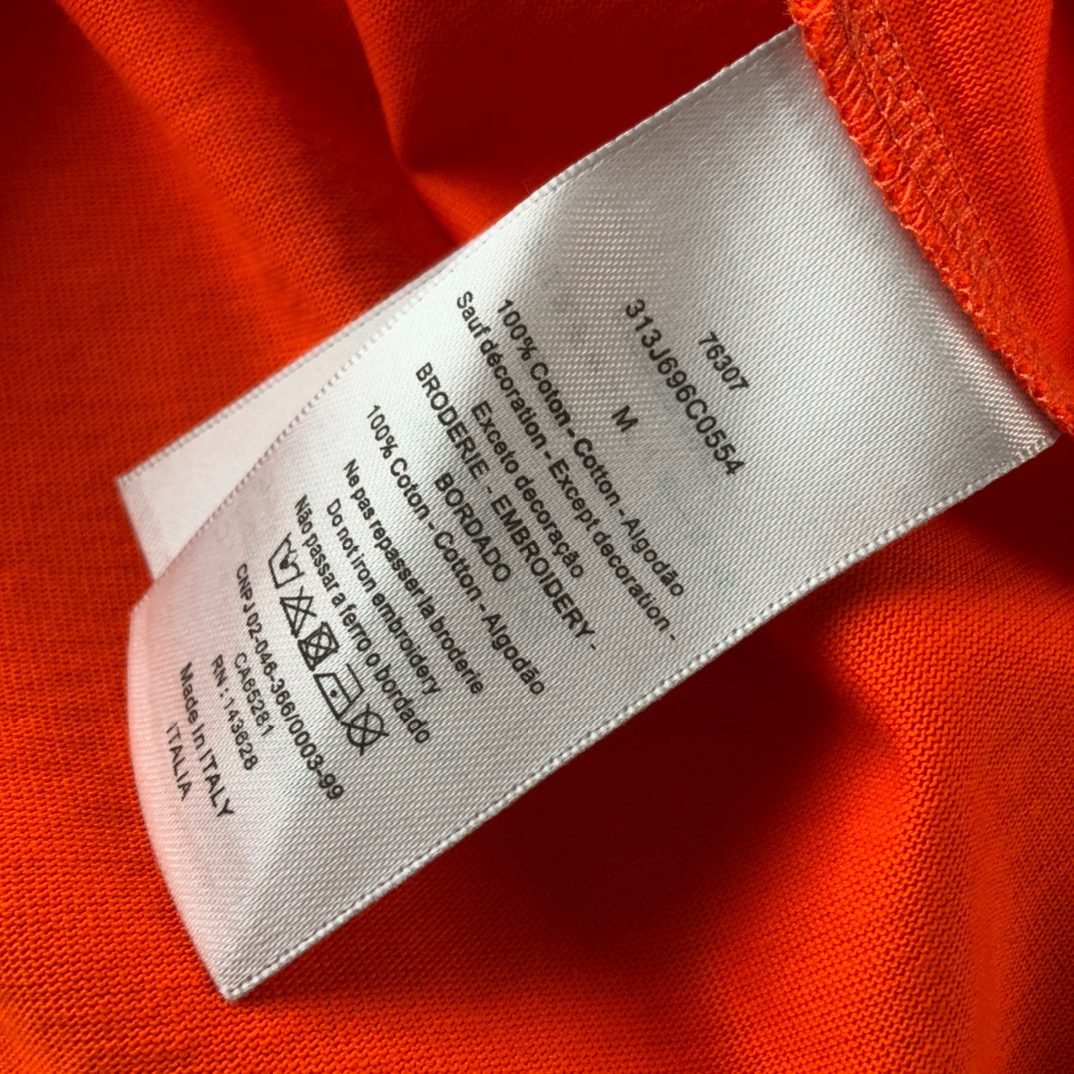 76307
313J696C0554
M
100% Coton - Cotton - Algodão
Sauf décoration - Except decoration -
Exceto decoração
BRODERIE - EMBROIDERY -
BORDADO
100% Coton - Cotton - Algodão
Ne pas repasser la broderie
Do not iron embroidery
Não passar a ferro o bordado
CNPJ 02-046-366/0003-99
CA65281
RN : 143628
Made in ITALY
ITALIA